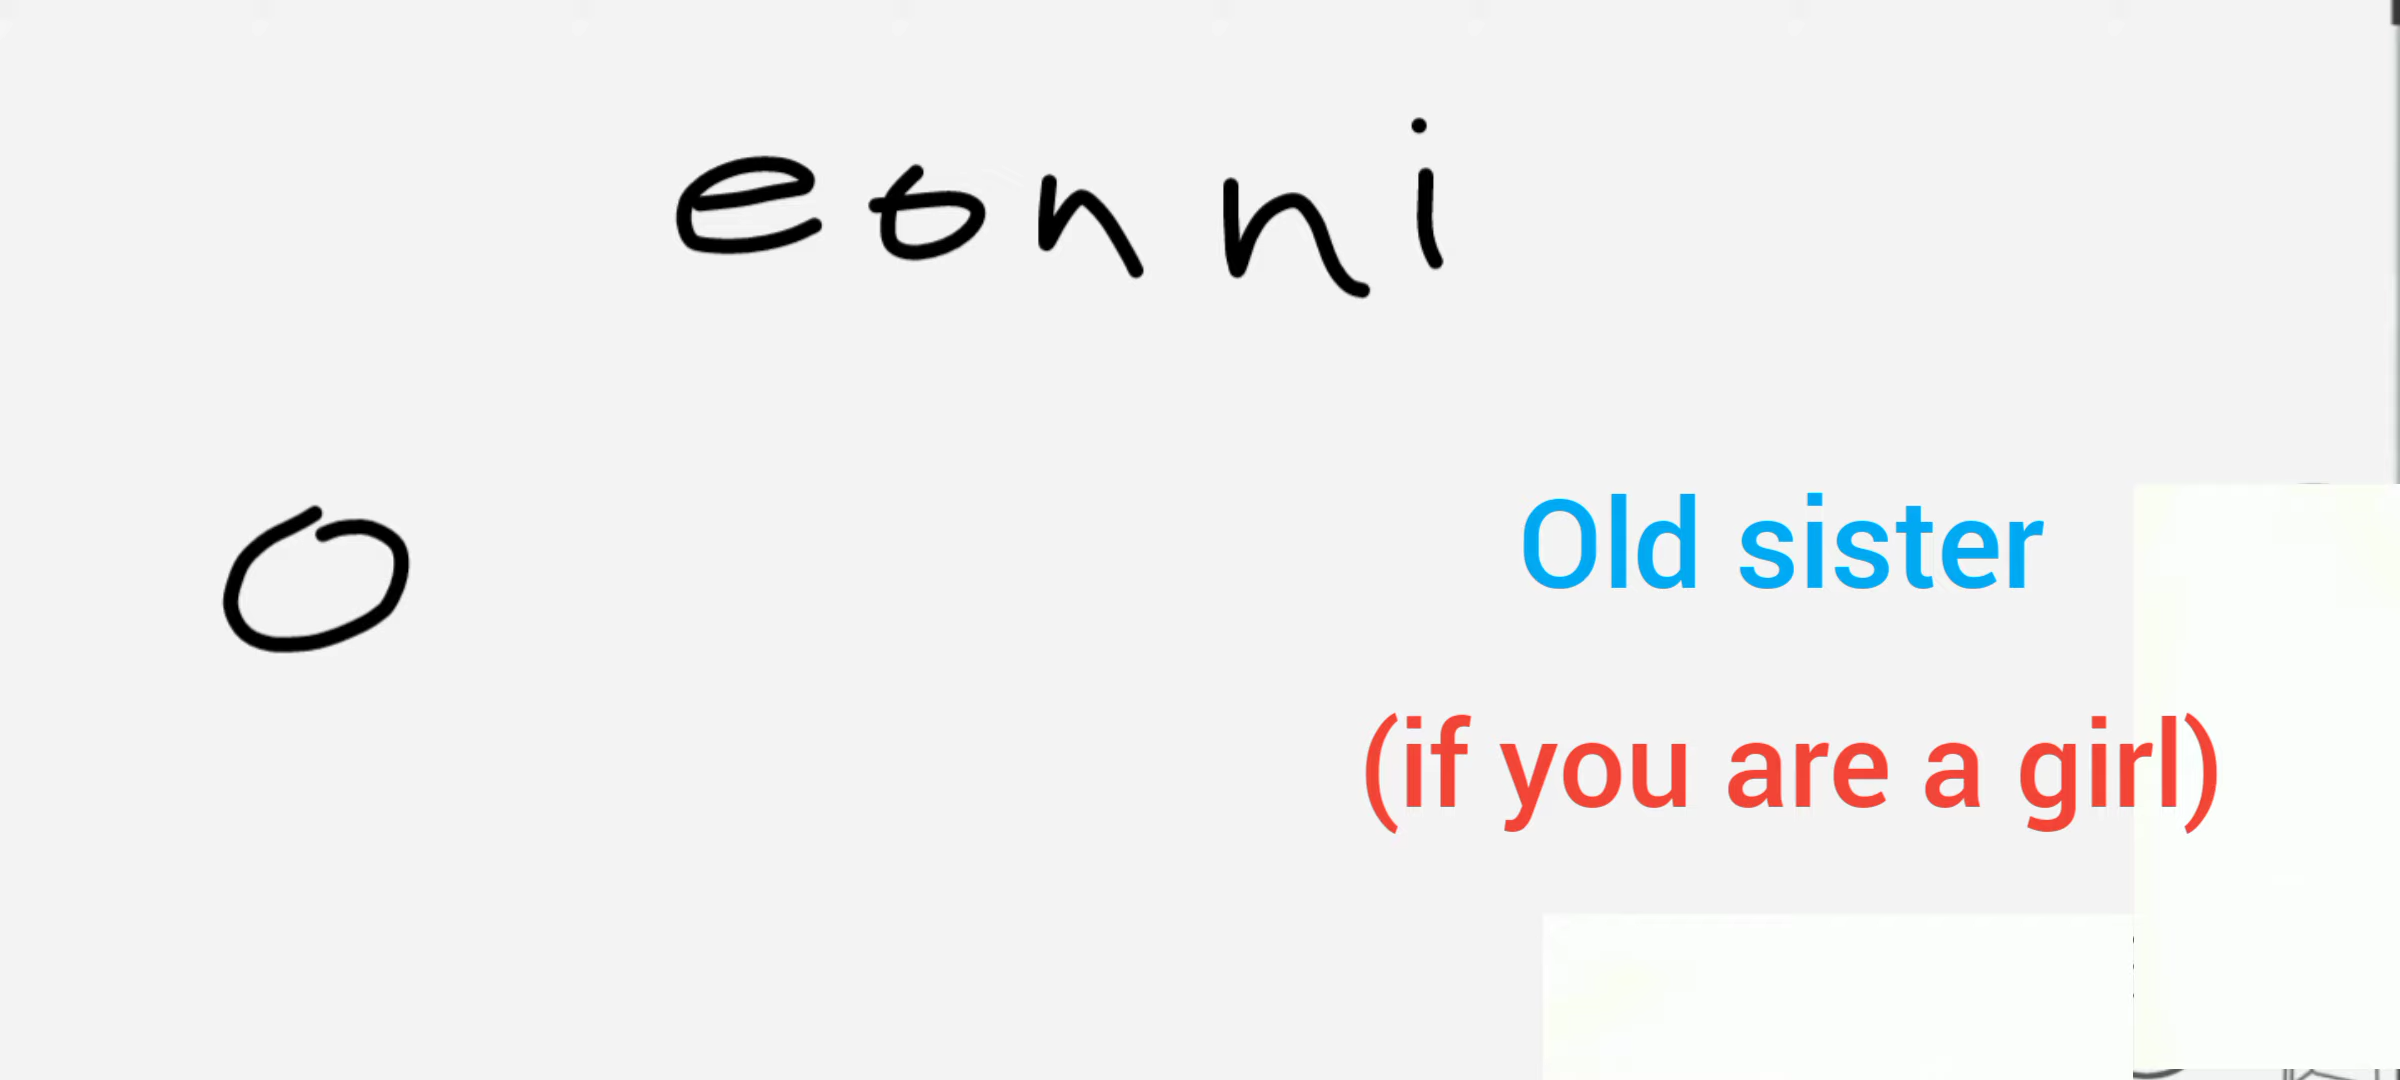 eonni
ㅇ
Old sister
(if you are a girl)